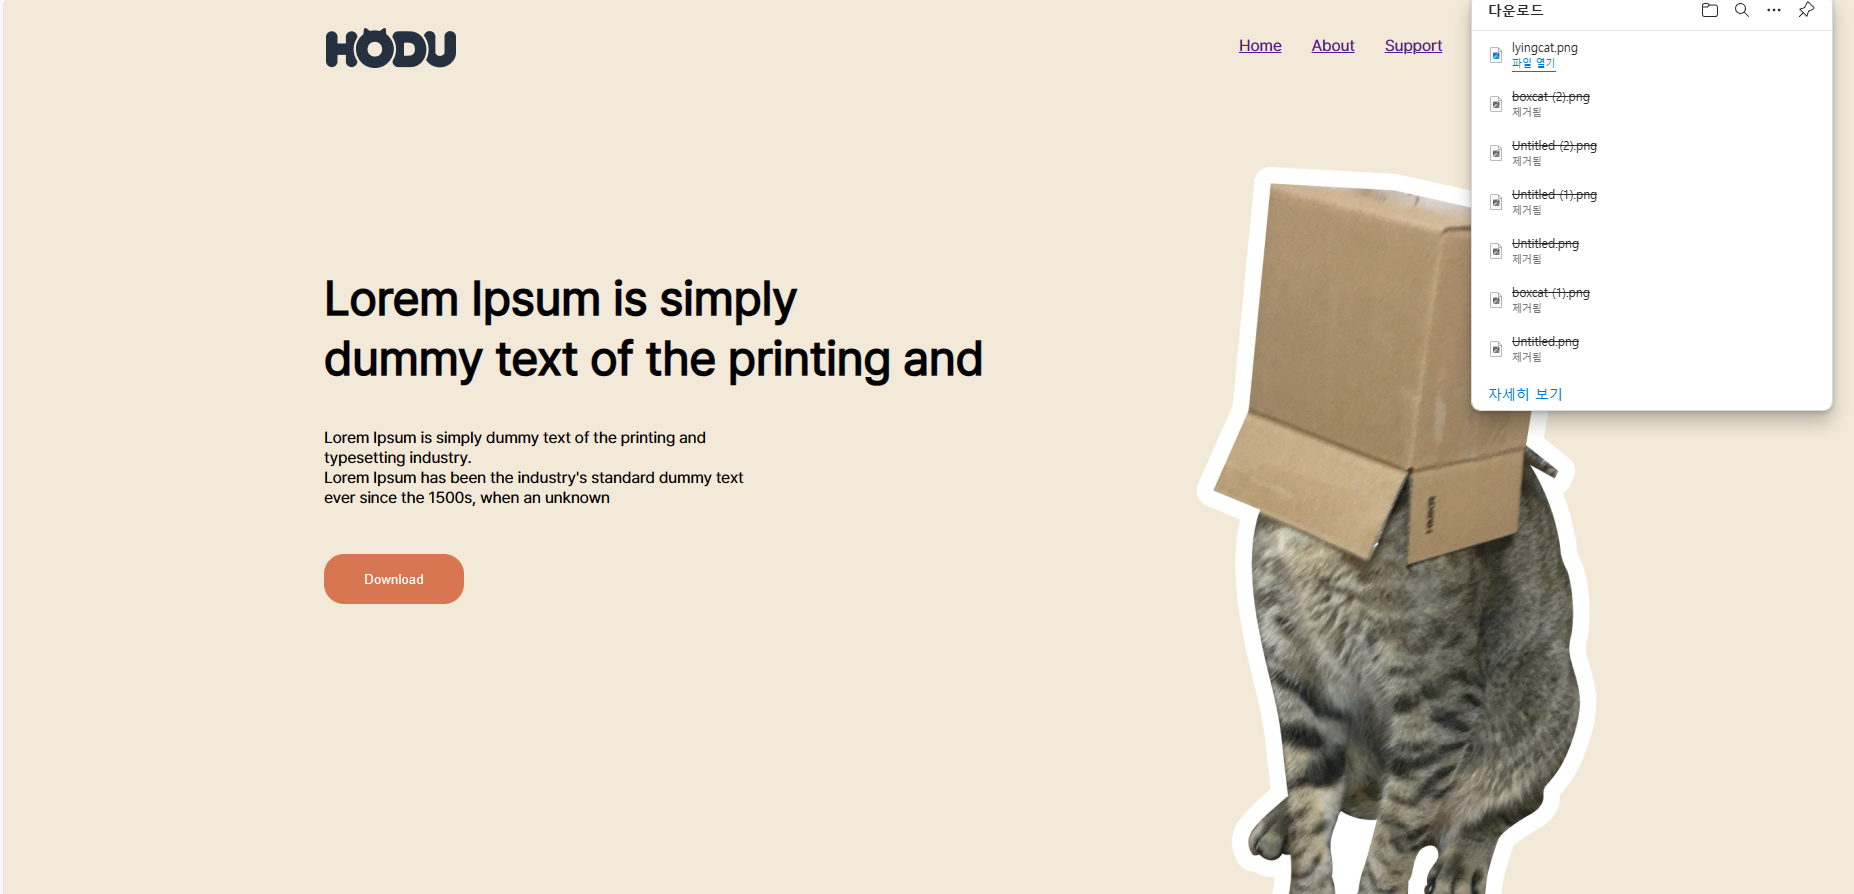 HODU
Home About Support
다운로드
lyingcat.png
파일 열기
boxcat (2).png
제거됨
Untitled (2).png
제거됨
Untitled (1).png
제거됨
Untitled.png
제거됨
boxcat (1).png
제거됨
Untitled.png
제거됨
자세히 보기
Lorem Ipsum is simply
dummy text of the printing and
Lorem Ipsum is simply dummy text of the printing and
typesetting industry.
Lorem Ipsum has been the industry's standard dummy text
ever since the 1500s, when an unknown
Download